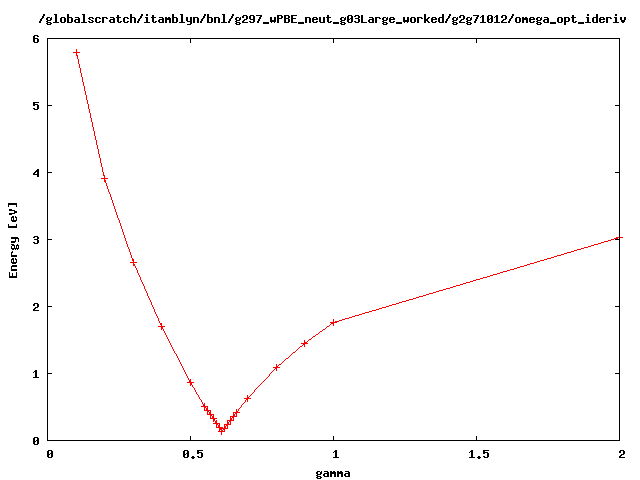 /globalscratch/itamblyn/bnl/g297_wPBE_neut_g03Large_worked/g2g71012/omega_opt_ideriv
6
5
4
3
2
1
0
Energy [eV]
0 0.5 1 1.5 2
gamma